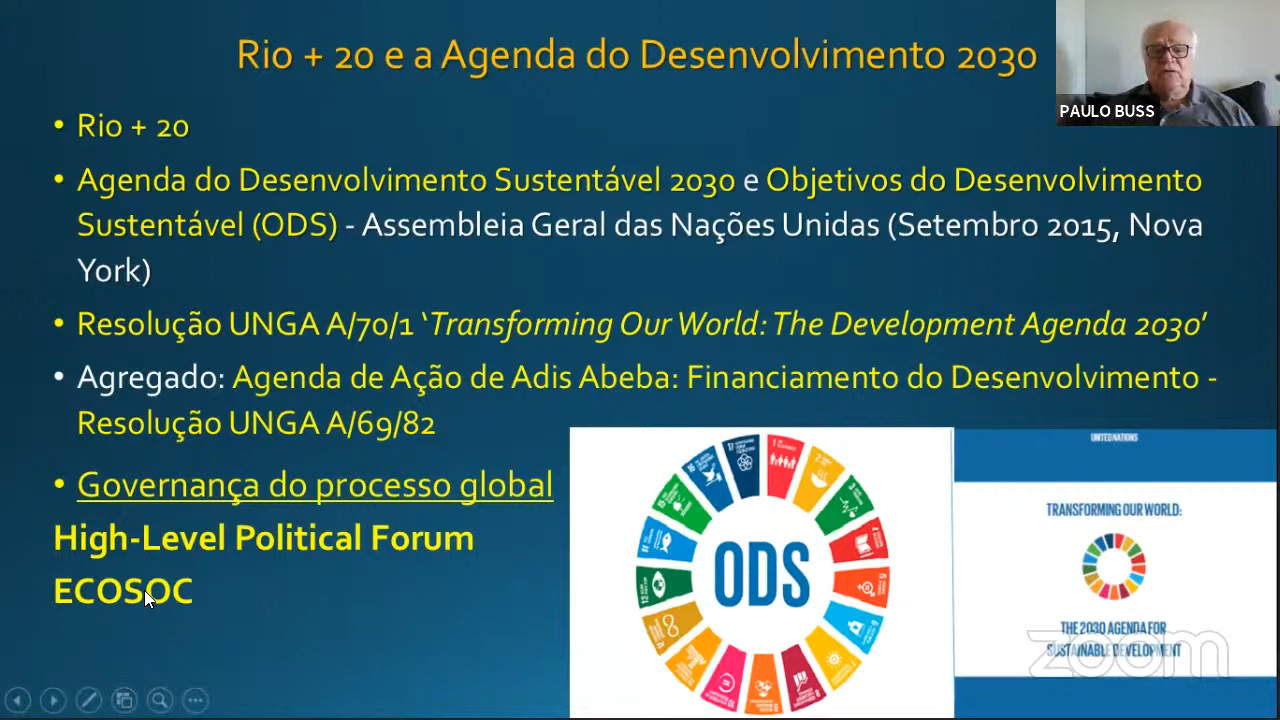 Rio + 20 e a Agenda do Desenvolvimento 2030
PAULO BUSS
• Rio + 20
• Agenda do Desenvolvimento Sustentável 2030 e Objetivos do Desenvolvimento
Sustentável (ODS) - Assembleia Geral das Nações Unidas (Setembro 2015, Nova
York)
• Resolução UNGA A/70/1 ‘Transforming Our World: The Development Agenda 2030’
• Agregado: Agenda de Ação de Adis Abeba: Financiamento do Desenvolvimento -
Resolução UNGA A/69/82
• Governança do processo global
High-Level Political Forum
ECOSOC
ODS
UNITED NATIONS
TRANSFORMING OUR WORLD:
THE 2030 AGENDA FOR
SUSTAINABLE DEVELOPMENT
zoom